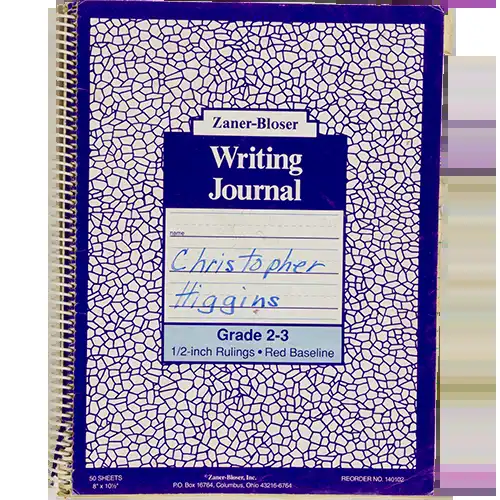 Zaner-Bloser
Writing
Journal
name
Christopher
Higgins
Grade 2-3
1/2-inch Rulings • Red Baseline
50 SHEETS
8" x 10½"
©Zaner-Bloser, Inc.
P.O. Box 16764, Columbus, Ohio 43216-6764
REORDER NO. 140102